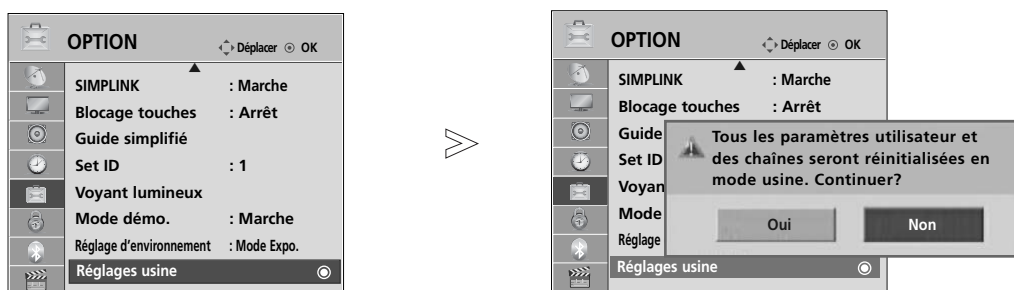 OPTION
Déplacer OK
SIMPLINK : Marche
Blocage touches : Arrêt
Guide simplifié
Set ID : 1
Voyant lumineux
Mode démo. : Marche
Réglage d'environnement : Mode Expo.
Réglages usine
OPTION
Déplacer OK
SIMPLINK : Marche
Blocage touches : Arrêt
Guide
Set ID
Voyan
Mode
Réglage
Réglages usine
Tous les paramètres utilisateur et
des chaînes seront réinitialisées en
mode usine. Continuer?
Oui Non